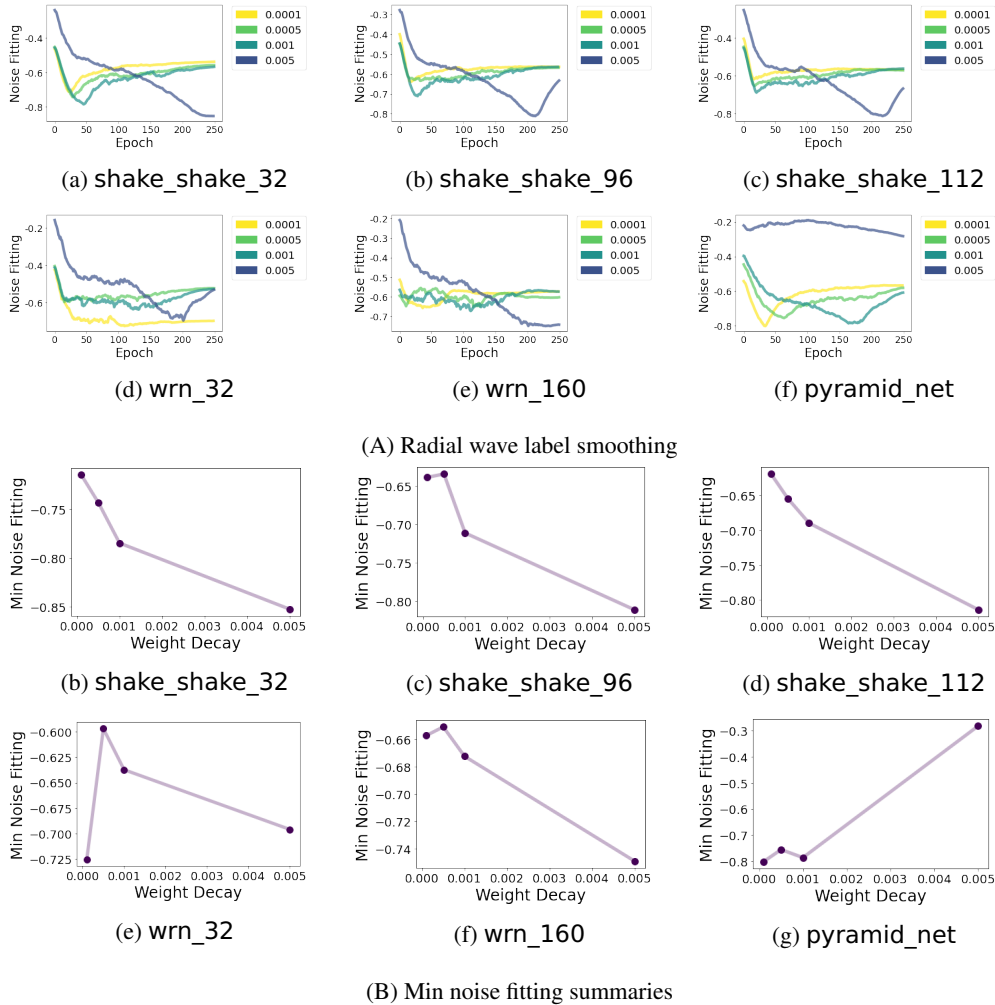 -0.4
-0.6
-0.8
Noise Fitting
0 50 100 150 200 250
Epoch
0.0001
0.0005
0.001
0.005
(a) shake_shake_32
-0.3
-0.4
-0.5
-0.6
-0.7
-0.8
Noise Fitting
0 50 100 150 200 250
Epoch
0.0001
0.0005
0.001
0.005
(b) shake_shake_96
-0.4
-0.6
-0.8
Noise Fitting
0 50 100 150 200 250
Epoch
0.0001
0.0005
0.001
0.005
(c) shake_shake_112
-0.2
-0.4
-0.6
Noise Fitting
0 50 100 150 200 250
Epoch
0.0001
0.0005
0.001
0.005
(d) wrn_32
-0.2
-0.3
-0.4
-0.5
-0.6
-0.7
Noise Fitting
0 50 100 150 200 250
Epoch
0.0001
0.0005
0.001
0.005
(e) wrn_160
-0.2
-0.4
-0.6
-0.8
Noise Fitting
0 50 100 150 200 250
Epoch
0.0001
0.0005
0.001
0.005
(f) pyramid_net
(A) Radial wave label smoothing
−0.75
−0.80
−0.85
Min Noise Fitting
0.000 0.001 0.002 0.003 0.004 0.005
Weight Decay
(b) shake_shake_32
−0.65
−0.70
−0.75
−0.80
Min Noise Fitting
0.000 0.001 0.002 0.003 0.004 0.005
Weight Decay
(c) shake_shake_96
−0.65
−0.70
−0.75
−0.80
Min Noise Fitting
0.000 0.001 0.002 0.003 0.004 0.005
Weight Decay
(d) shake_shake_112
−0.600
−0.625
−0.650
−0.675
−0.700
−0.725
Min Noise Fitting
0.000 0.001 0.002 0.003 0.004 0.005
Weight Decay
(e) wrn_32
−0.66
−0.68
−0.70
−0.72
−0.74
Min Noise Fitting
0.000 0.001 0.002 0.003 0.004 0.005
Weight Decay
(f) wrn_160
−0.3
−0.4
−0.5
−0.6
−0.7
−0.8
Min Noise Fitting
0.000 0.001 0.002 0.003 0.004 0.005
Weight Decay
(g) pyramid_net
(B) Min noise fitting summaries